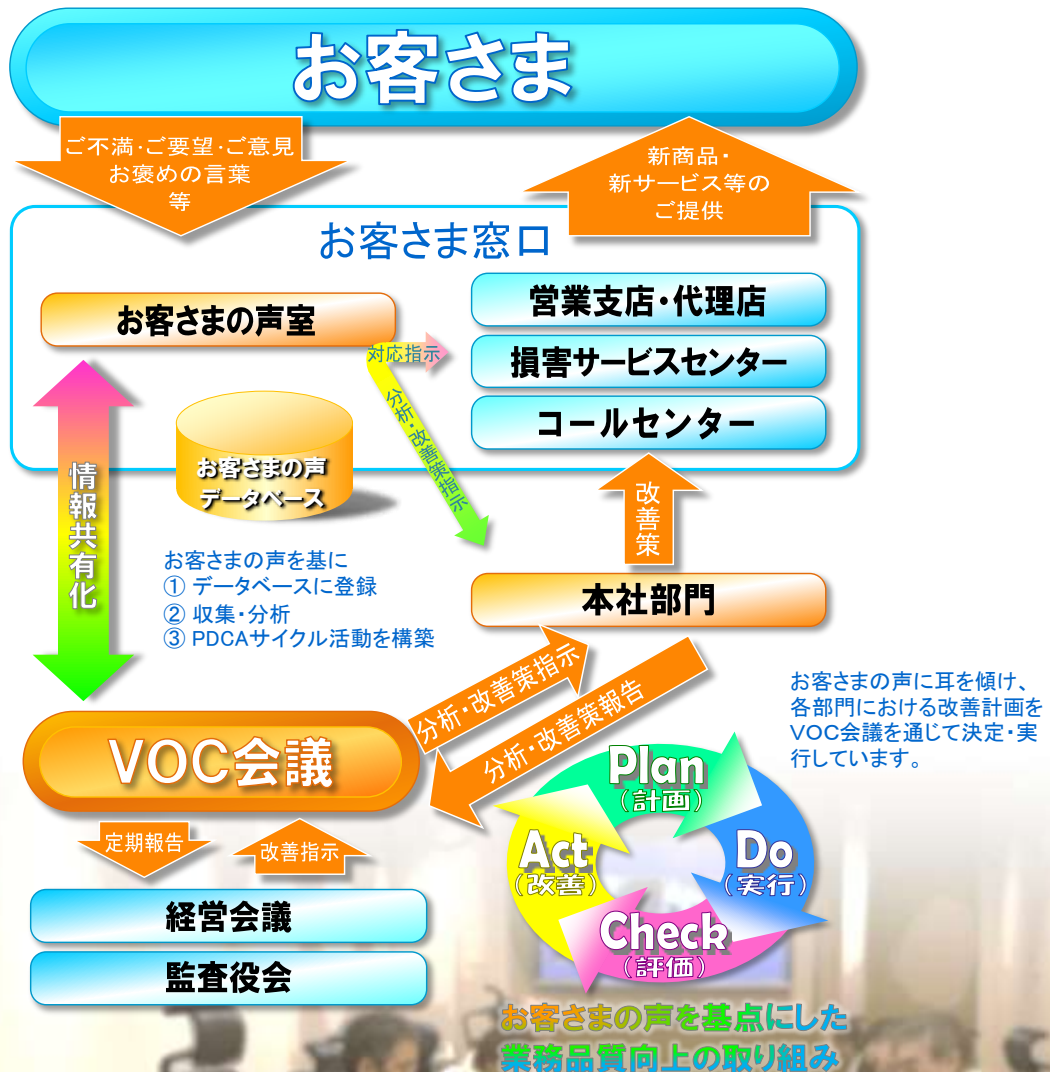 お客さま
ご不満・ご要望・ご意見
お褒めの言葉
等
新商品・
新サービス等の
ご提供
お客さま窓口
お客さまの声室
営業支店・代理店
対応指示
損害サービスセンター
分析・改善策指示
コールセンター
お客さまの声
データベース
情報共有化
改善策
お客さまの声を基に
① データベースに登録
② 収集・分析
③ PDCAサイクル活動を構築
本社部門
分析・改善策指示
分析・改善策報告
お客さまの声に耳を傾け、
各部門における改善計画を
VOC会議を通じて決定・実
行しています。
VOC会議
Plan
(計画)
Do
(実行)
Check
(評価)
Act
(改善)
定期報告
改善指示
経営会議
監査役会
お客さまの声を基点にした
業務品質向上の取り組み